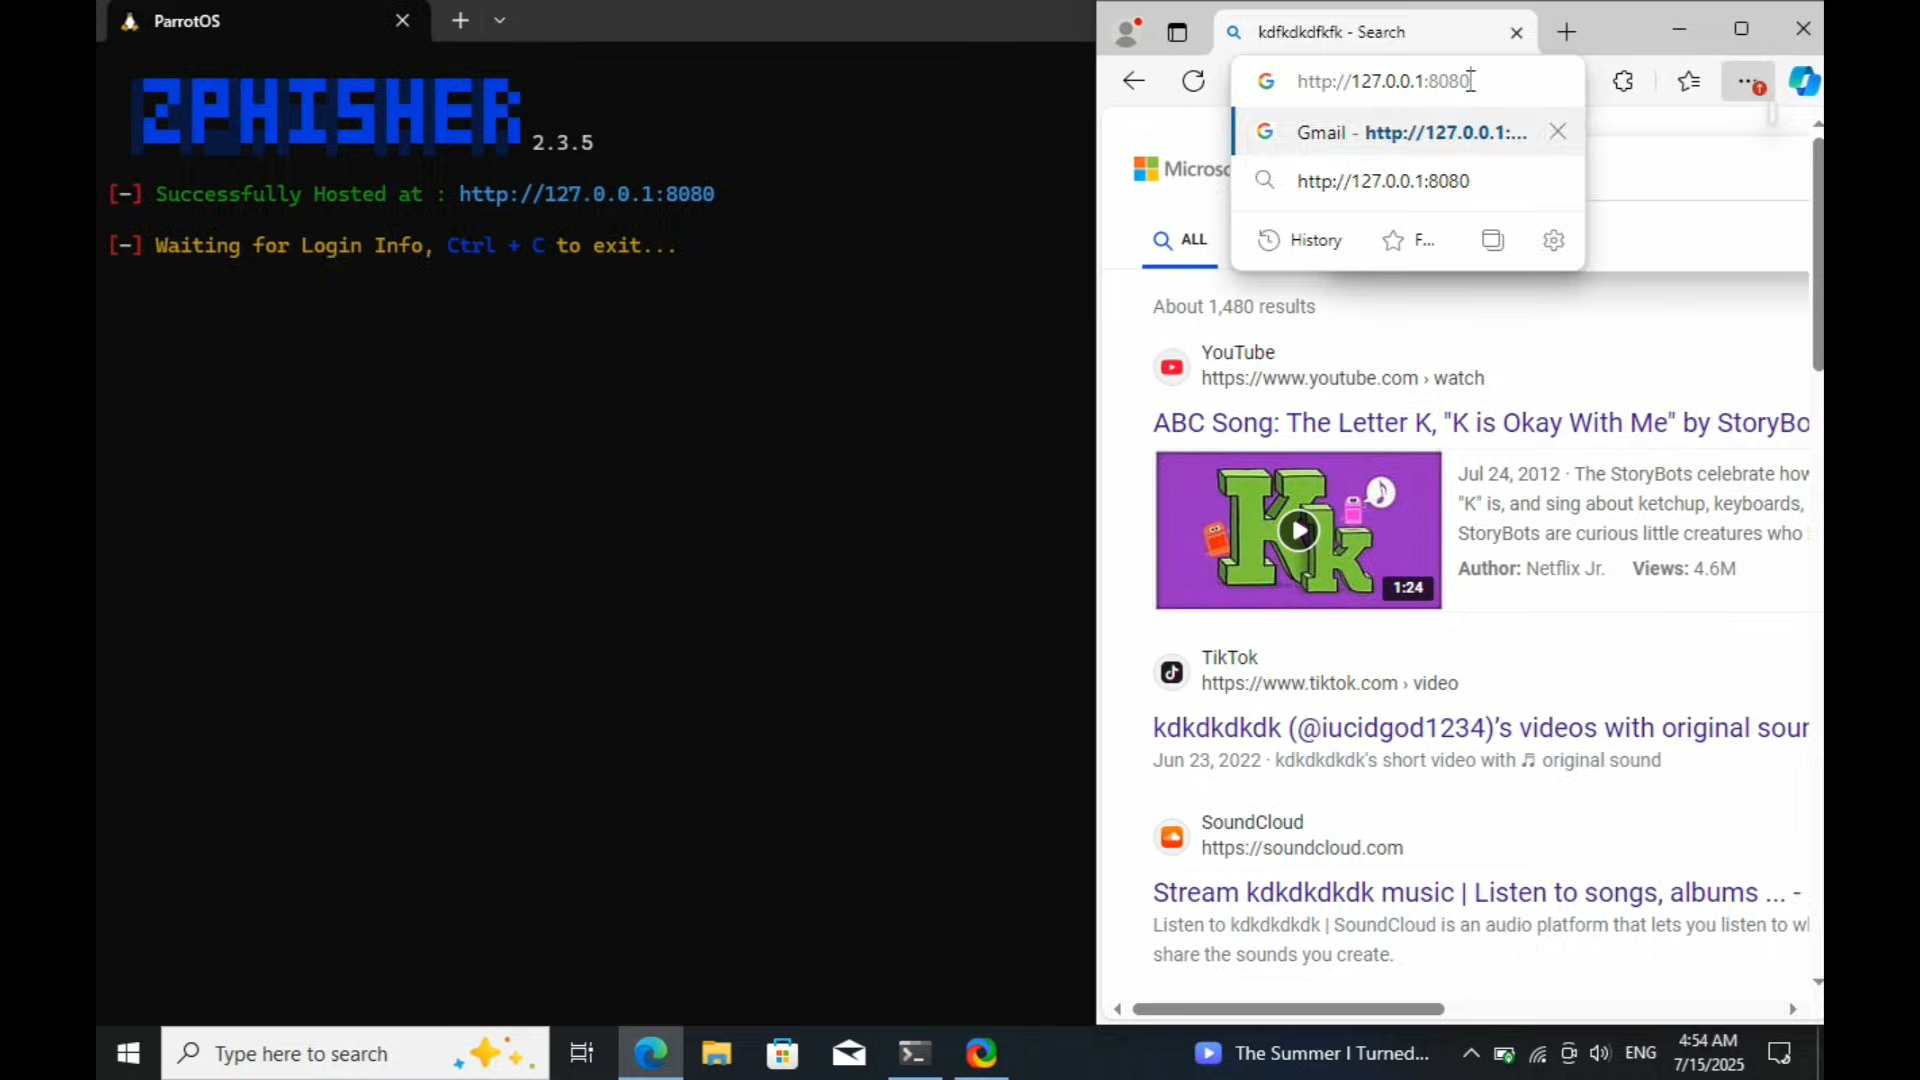 ParrotOS
ZPHISHER 2.3.5
[-] Successfully Hosted at : http://127.0.0.1:8080
[-] Waiting for Login Info, Ctrl + C to exit...
kdfkdkdfkfk - Search
http://127.0.0.1:8080
Gmail - http://127.0.0.1:...
http://127.0.0.1:8080
History
F...
Micros
ALL
About 1,480 results
YouTube
https://www.youtube.com › watch
ABC Song: The Letter K, "K is Okay With Me" by StoryBo
Jul 24, 2012 · The StoryBots celebrate how
"K" is, and sing about ketchup, keyboards,
StoryBots are curious little creatures who
Author: Netflix Jr. Views: 4.6M
Kk
1:24
TikTok
https://www.tiktok.com › video
kdkdkdkdk (@iucidgod1234)’s videos with original sour
Jun 23, 2022 · kdkdkdkdk's short video with ♬ original sound
SoundCloud
https://soundcloud.com
Stream kdkdkdkdk music | Listen to songs, albums ... -
Listen to kdkdkdkdk | SoundCloud is an audio platform that lets you listen to w
share the sounds you create.
Type here to search
The Summer I Turned...
ENG
4:54 AM
7/15/2025